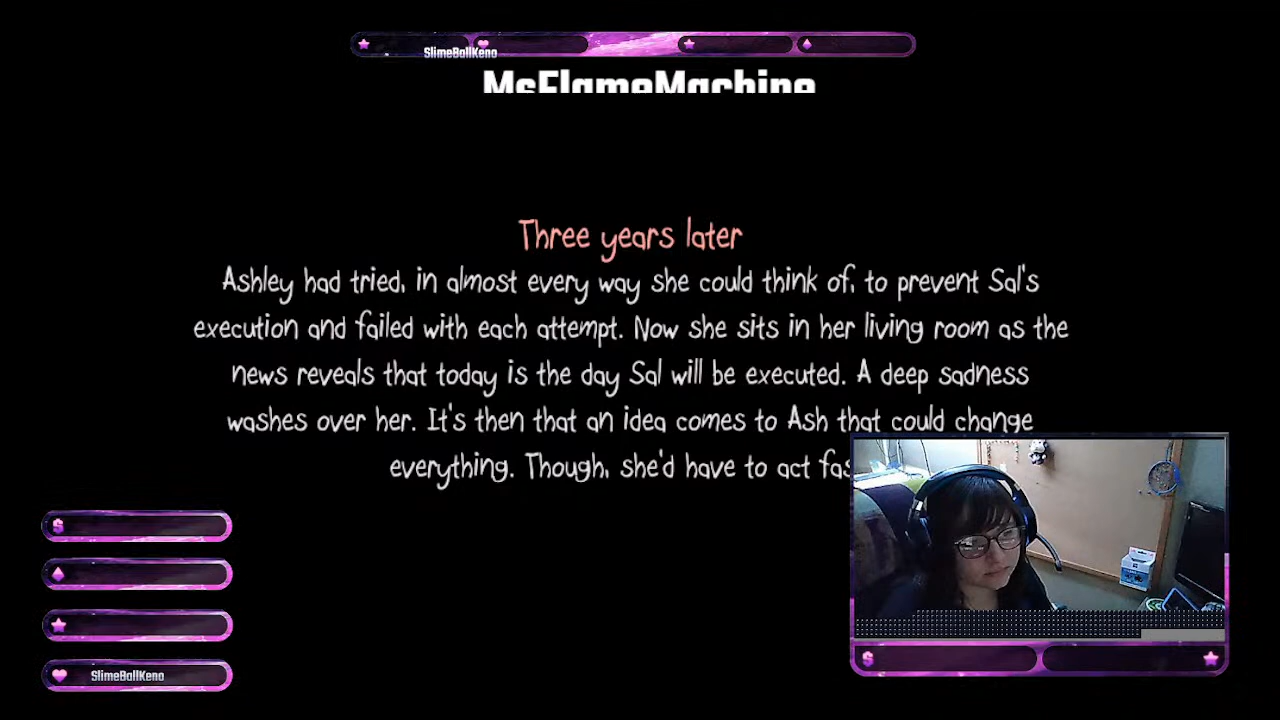 SlimeBallKeno
MsFlameMachine
Three years later
Ashley had tried, in almost every way she could think of, to prevent Sal's
execution and failed with each attempt. Now she sits in her living room as the
news reveals that today is the day Sal will be executed. A deep sadness
washes over her. It's then that an idea comes to Ash that could change
everything. Though, she'd have to act fas
SlimeBallKeno